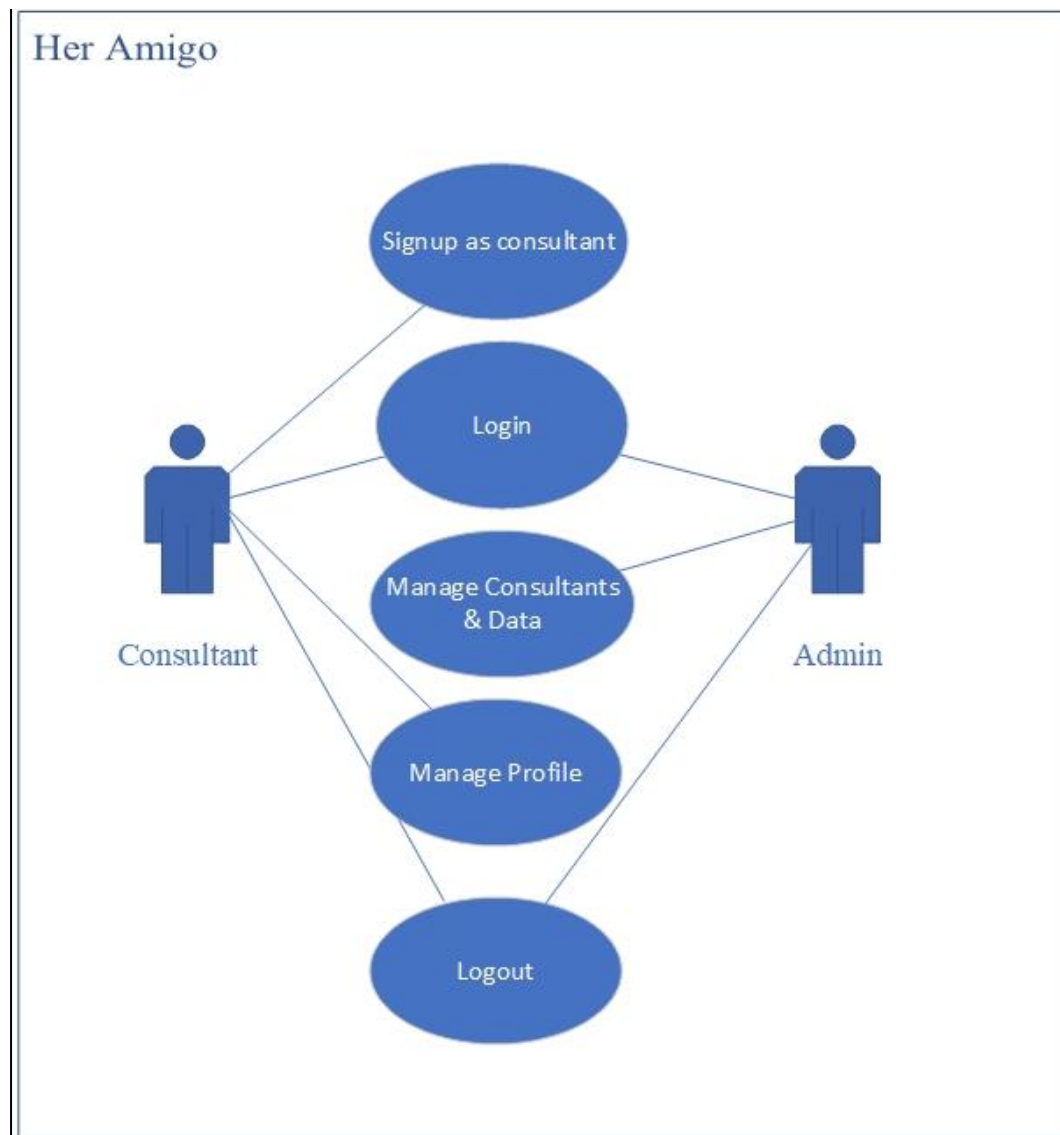 Her Amigo
Signup as consultant
Login
Manage Consultants
& Data
Consultant
Admin
Manage Profile
Logout